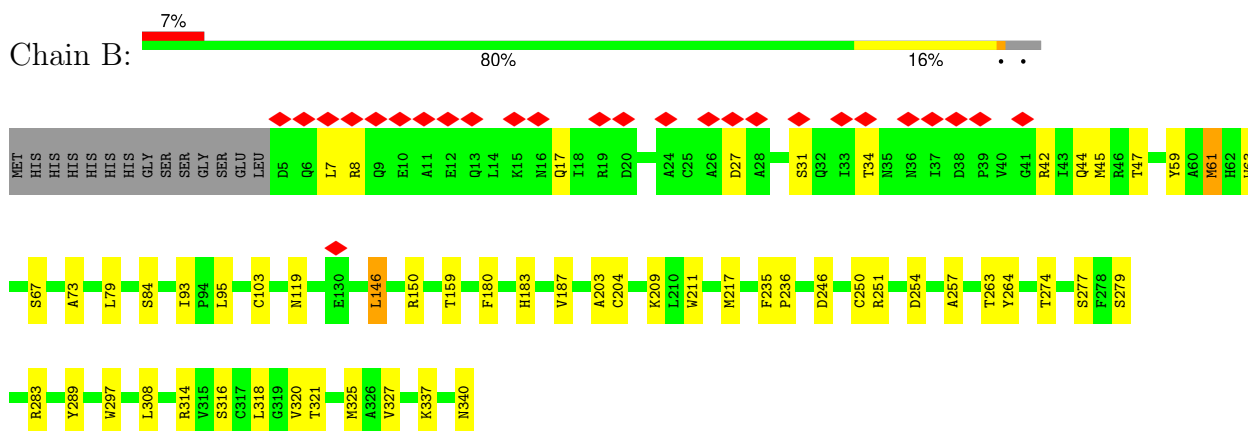 7%
Chain B:
80% 16% • •
MET HIS HIS HIS HIS HIS HIS GLY SER SER GLY SER GLU LEU D5 Q6 L7 R8 Q9 E10 A11 E12 Q13 L14 K15 N16 Q17 I18 R19 D20 A24 C25 A26 D27 A28 S31 Q32 I33 T34 N35 N36 I37 D38 P39 V40 G41 R42 I43 Q44 M45 R46 T47 Y59 A60 M61 H62
S67 A73 L79 S84 I93 P94 L95 C103 N119 E130 L146 R150 T159 F180 H183 V187 A203 C204 K209 L210 W211 M217 F235 P236 D246 C250 R251 D254 A257 T263 Y264 T274 S277 F278 S279
R283 Y289 W297 L308 R314 V315 S316 C317 L318 G319 V320 T321 M325 A326 V327 K337 N340